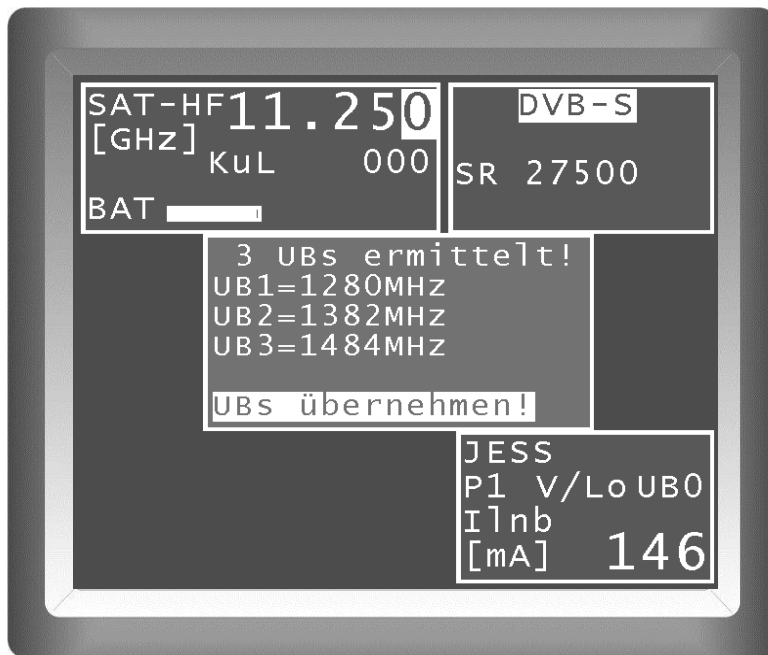 SAT-HF 11.250
[GHz]
KuL 000
BAT
DVB-S
SR 27500
3 UBs ermittelt!
UB1=1280MHz
UB2=1382MHz
UB3=1484MHz
UBs übernehmen!
JESS
P1 V/Lo UB0
Ilnb
[mA] 146